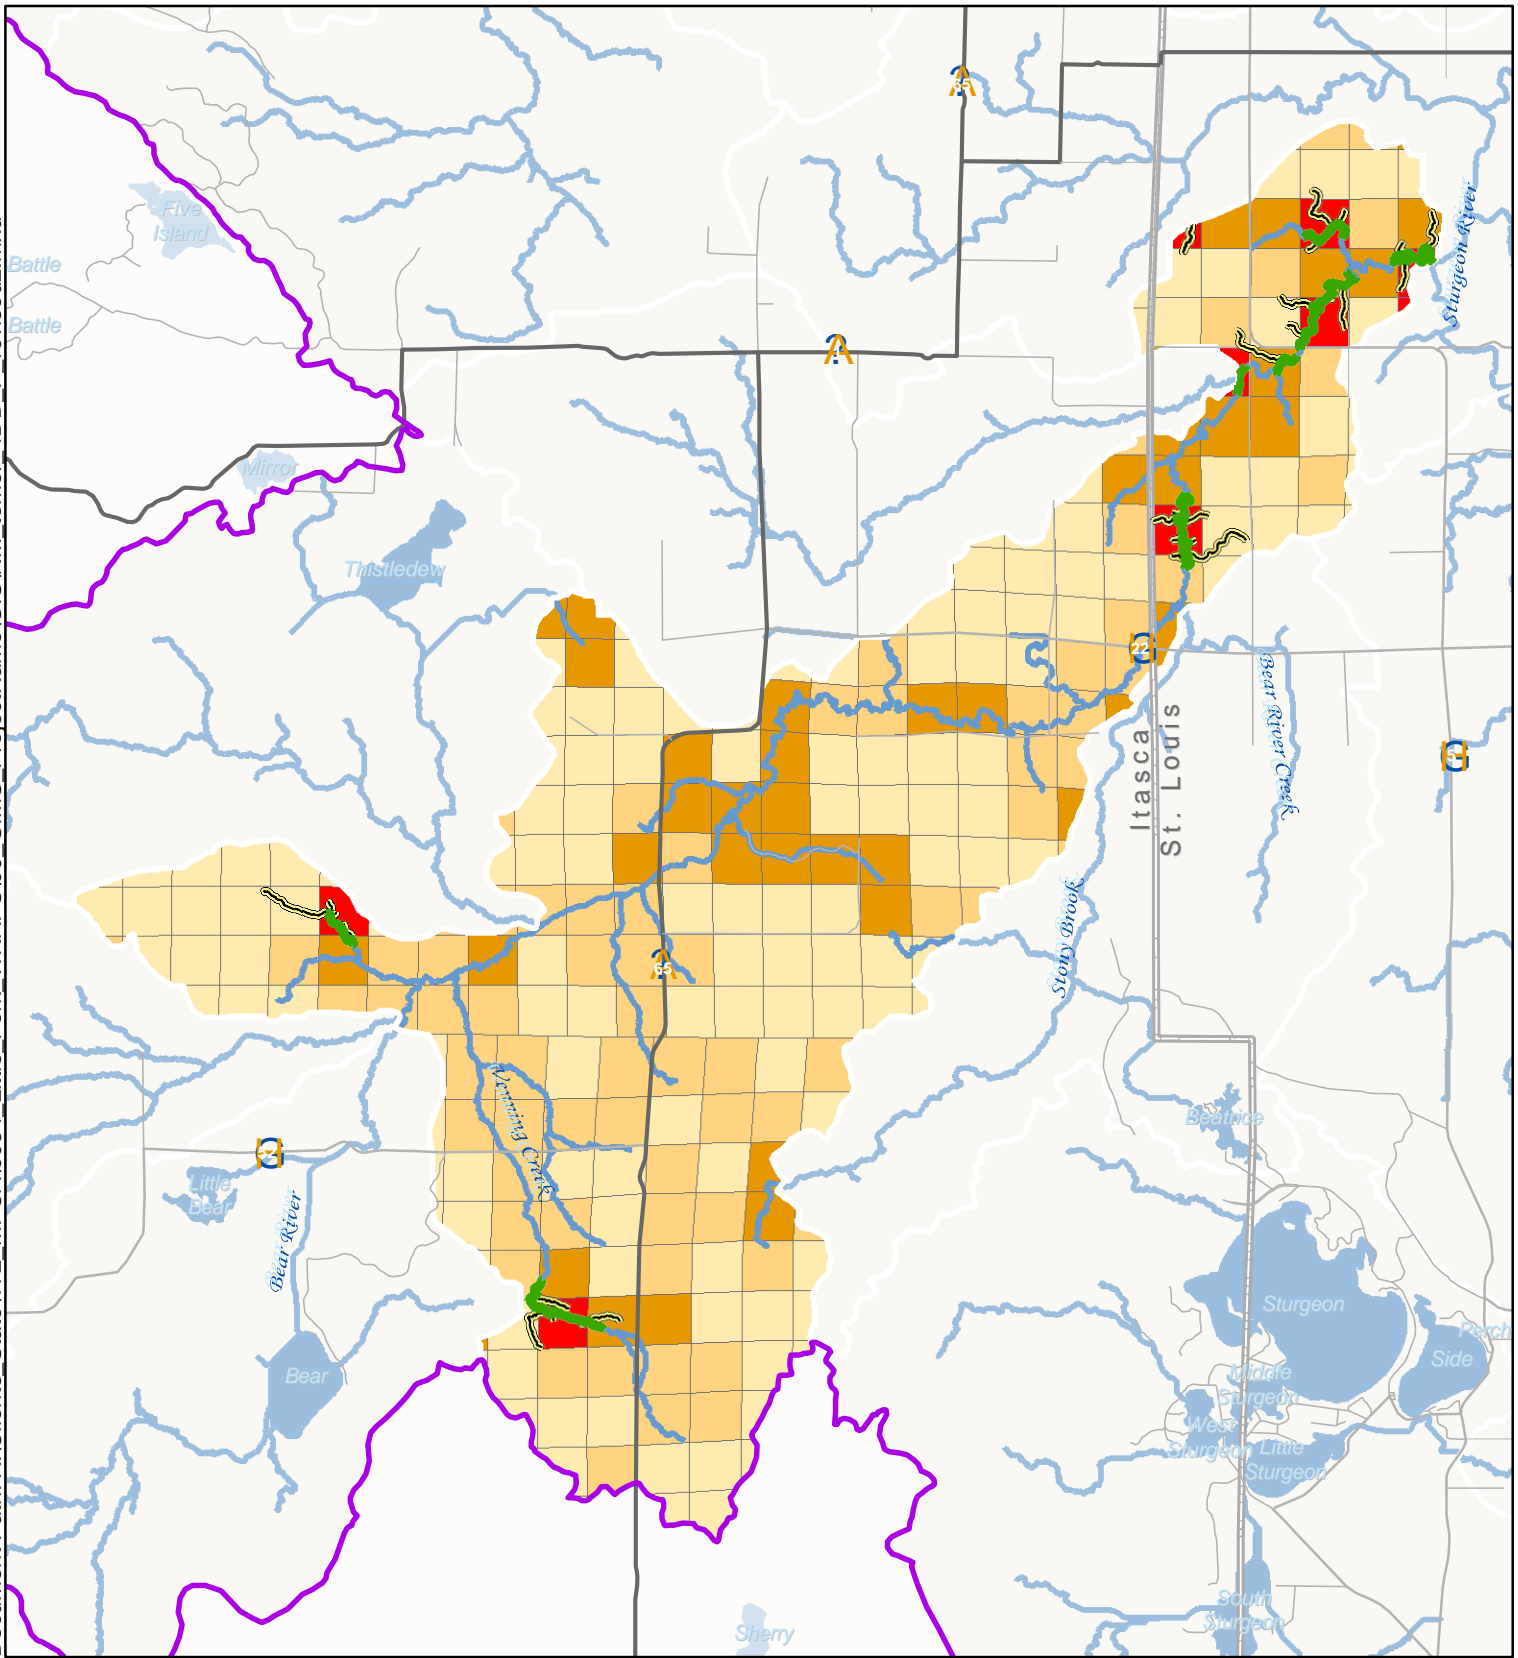 65
Five
Island
Sturgeon River
Battle
Battle
Mirror
Thistledew
22
Bear River Creek
Itasca
St. Louis
Stony Brook
65
Venning Creek
Beatrice
Little
Bear
Bear River
Sturgeon
Perch
Side
Bear
Middle
Sturgeon
West
Sturgeon
Little
Sturgeon
South
Sturgeon
Sherry